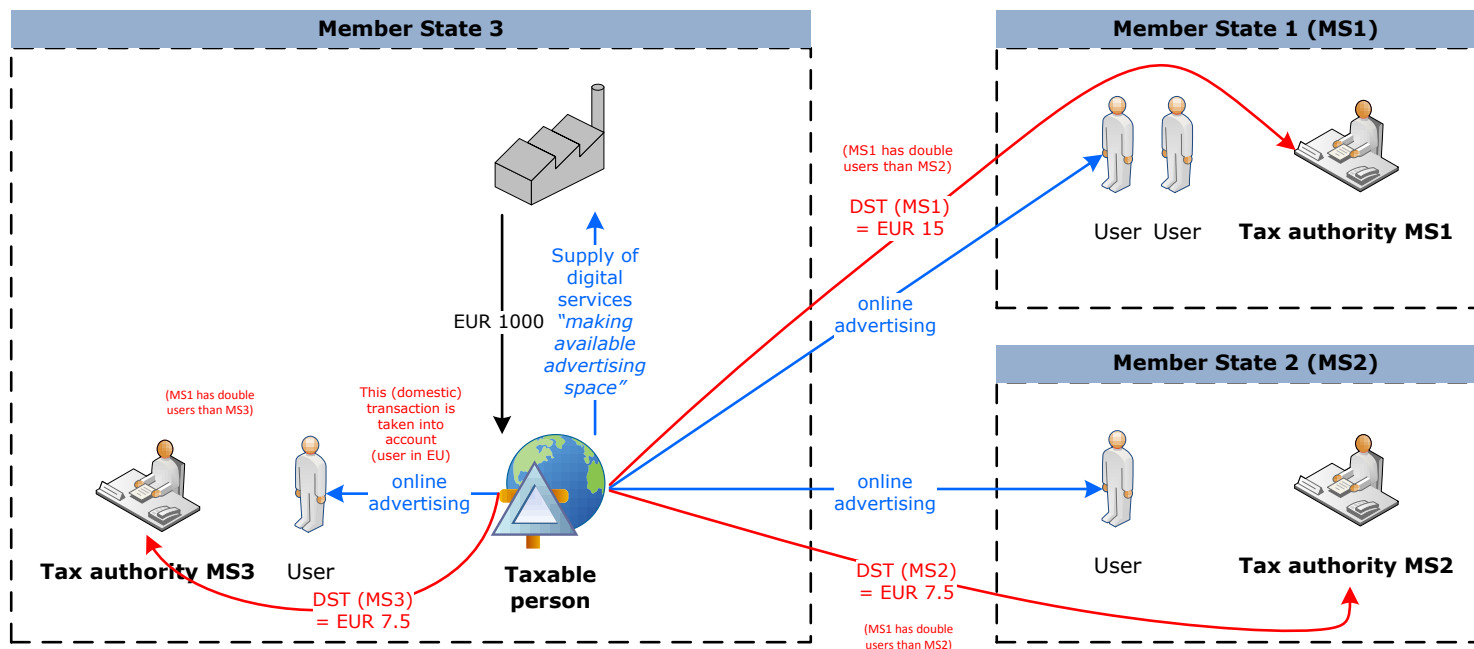 Member State 3
EUR 1000
Supply of
digital
services
“making
available
advertising
space”
(MS1 has double
users than MS3)
This (domestic)
transaction is
taken into
account
(user in EU)
online
advertising
Tax authority MS3
User
Taxable
person
DST (MS3)
= EUR 7.5
(MS1 has double
users than MS2)
DST (MS1)
= EUR 15
online
advertising
online
advertising
DST (MS2)
= EUR 7.5
(MS1 has double
users than MS2)
Member State 1 (MS1)
User User
Tax authority MS1
Member State 2 (MS2)
User
Tax authority MS2